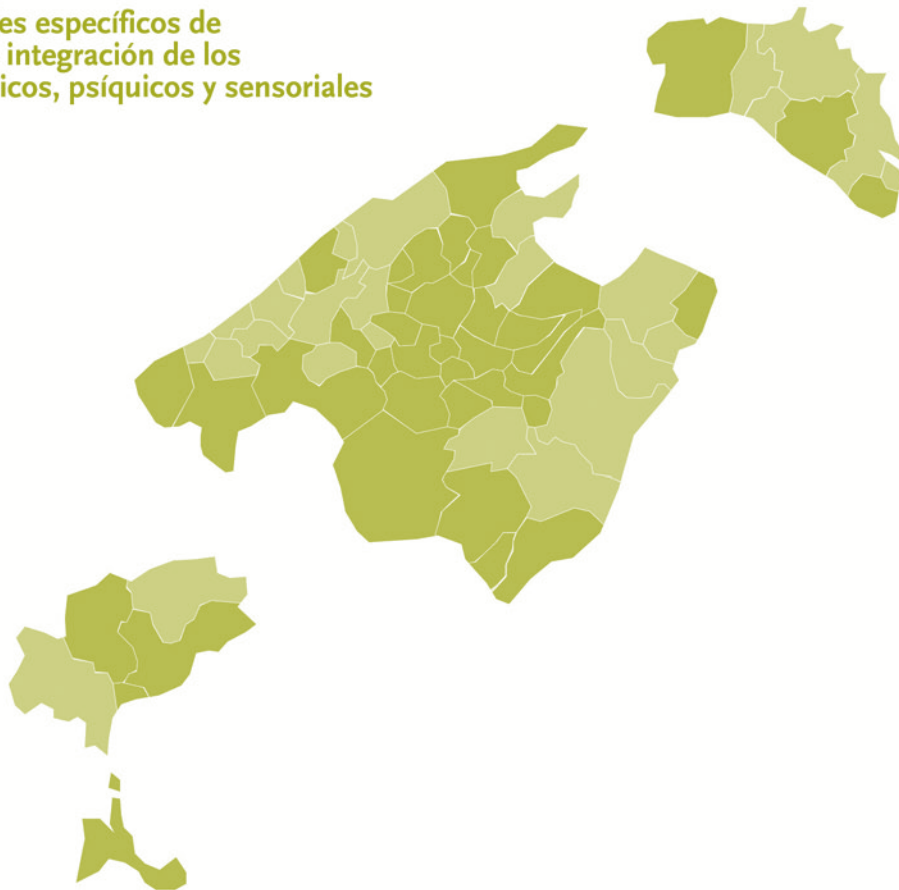 es específicos de
integración de los
icos, psíquicos y sensoriales